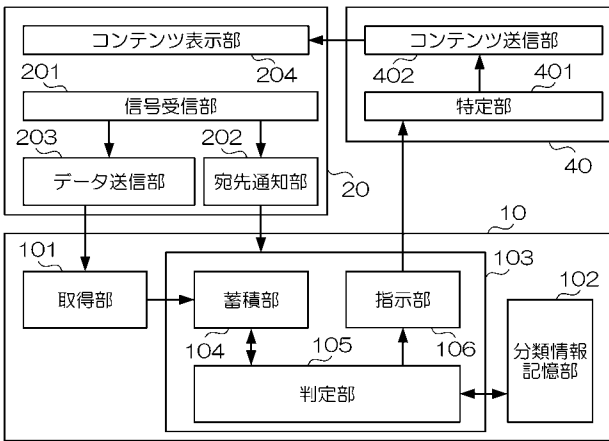 コンテンツ表示部
204
コンテンツ送信部
402
401
201
信号受信部
特定部
203
202
データ送信部
宛先通知部
20
40
10
101
取得部
103
蓄積部
104
指示部
106
102
分類情報
記憶部
105
判定部